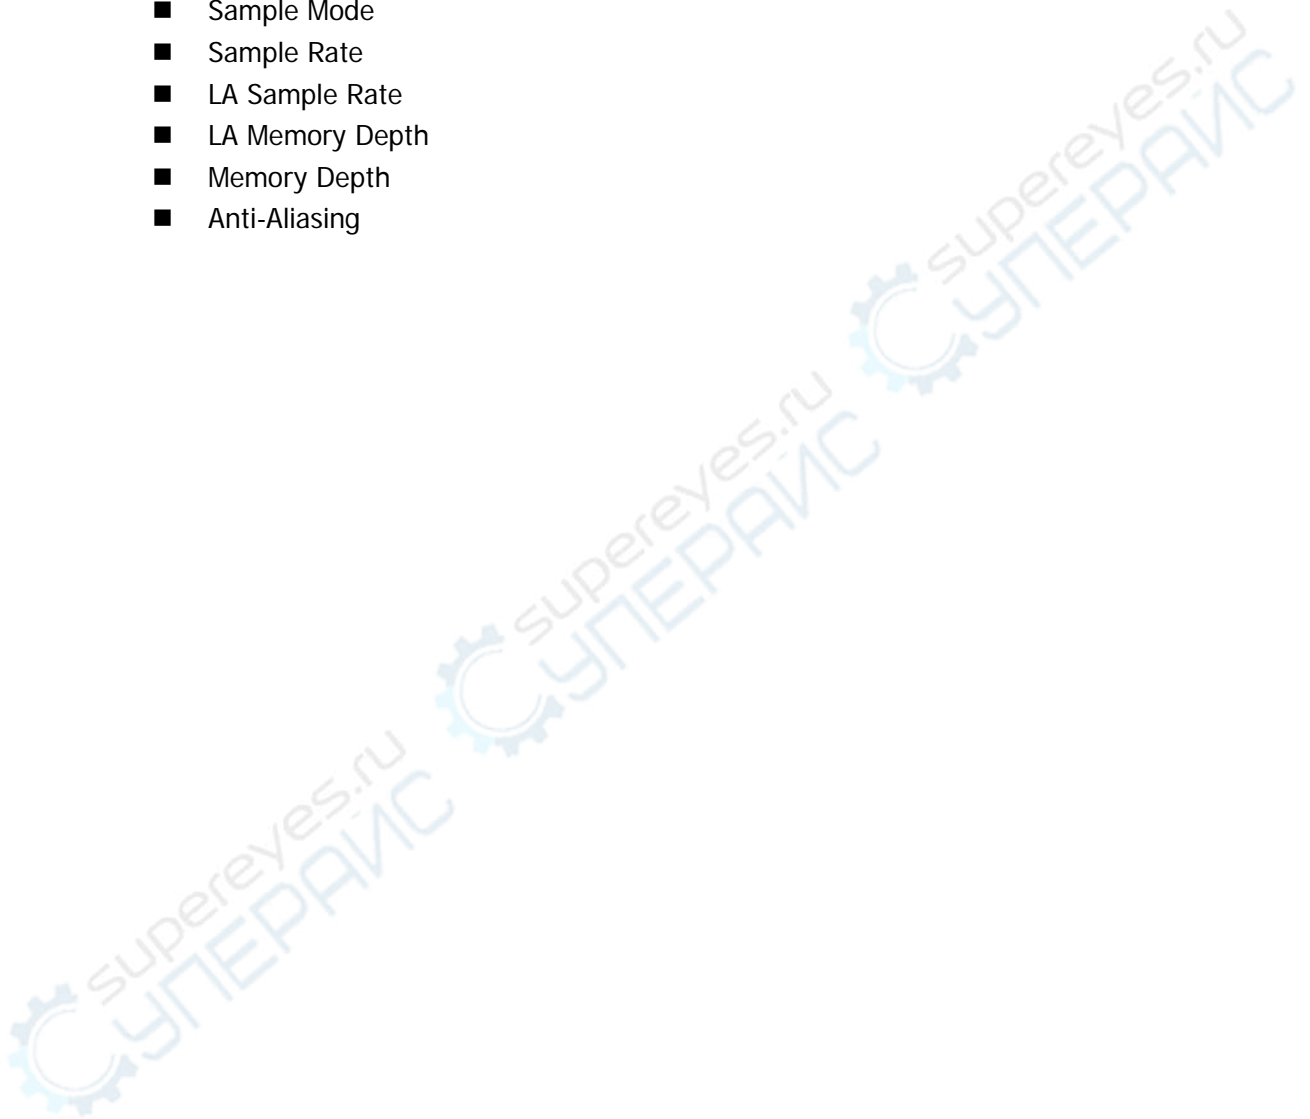 ■ Sample Mode
■ Sample Rate
■ LA Sample Rate
■ LA Memory Depth
■ Memory Depth
■ Anti-Aliasing
supereyes.ru
СУПЕРАЙС
supereyes.ru
СУПЕРАЙС
supereyes.ru
СУПЕРАЙС